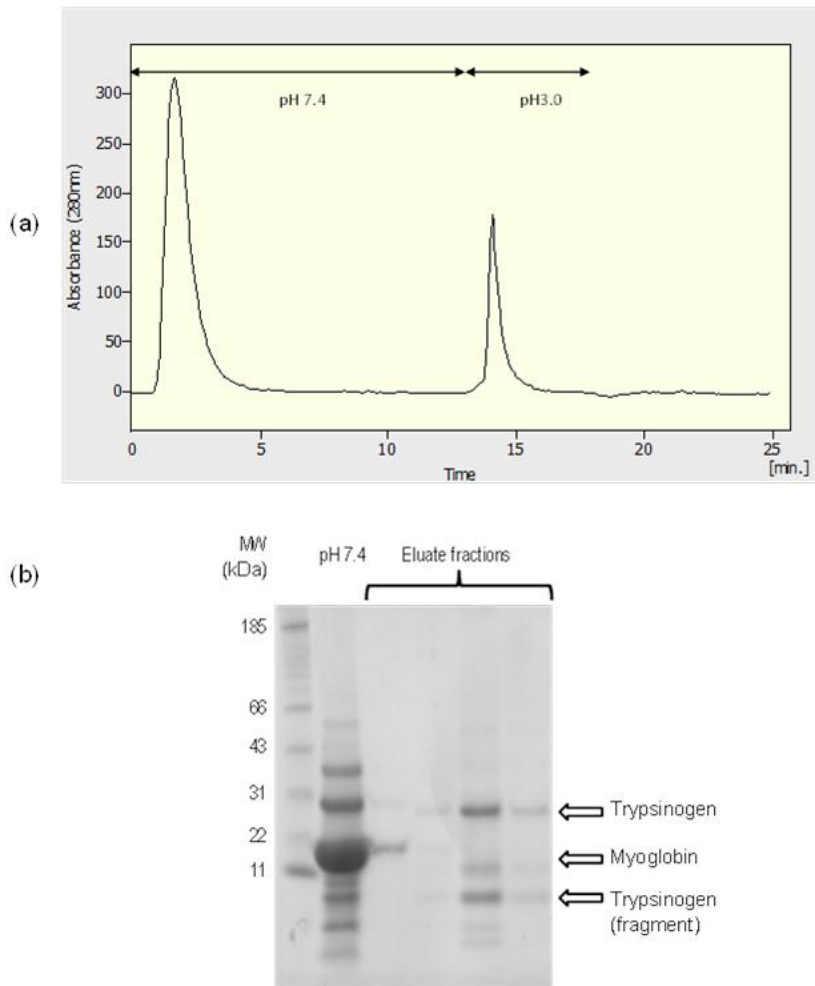 (a)
Absorbance (280nm)
300
250
200
150
100
50
0
pH 7.4
pH3.0
0 5 10 15 20 25
Time
[min.]
(b)
MW
(kDa)
pH 7.4
Eluate fractions
185
66
43
31
22
11
Trypsinogen
Myoglobin
Trypsinogen
(fragment)